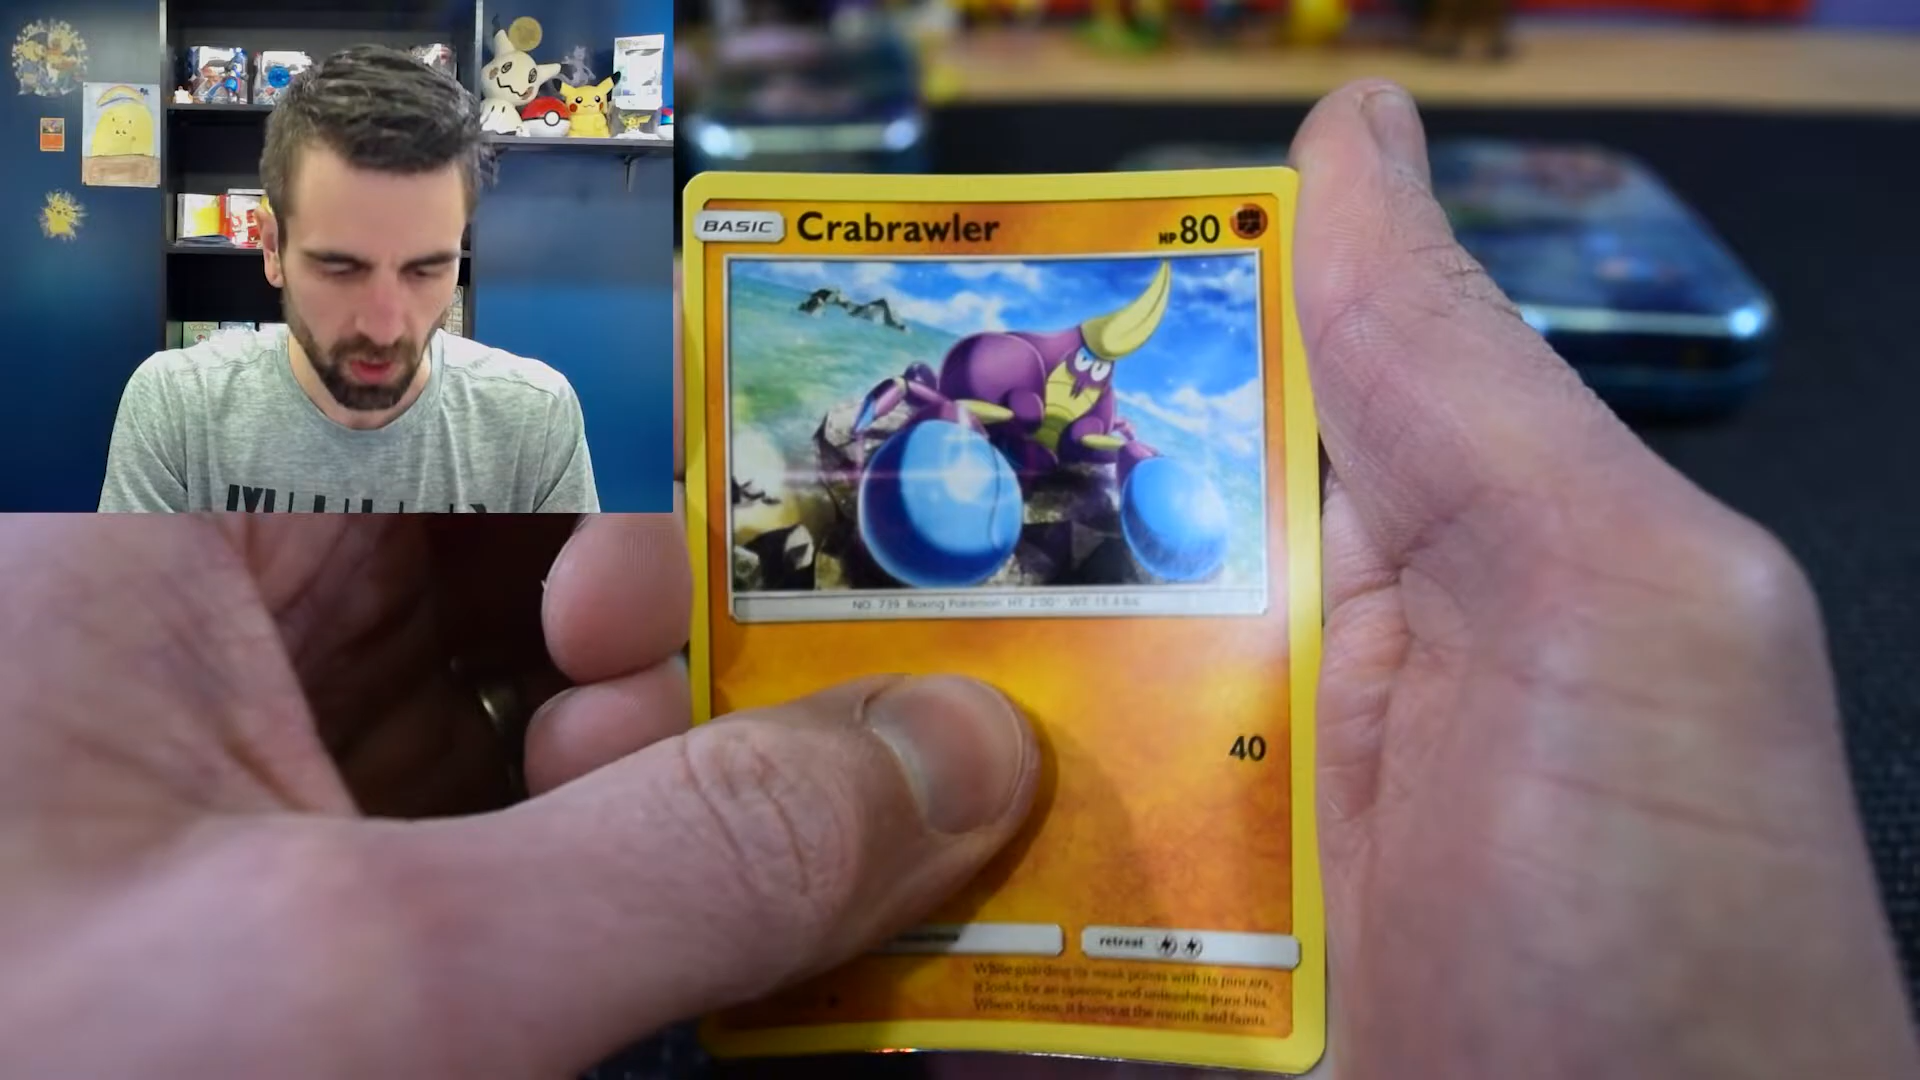 BASIC Crabrawler HP 80
NO. 739 Boxing Pokémon HT: 2'00" WT: 15.4 lbs.
40
retreat
While guarding its weak points with its pincers,
it looks for an opening and unleashes punches.
When it loses, it foams at the mouth and faints.